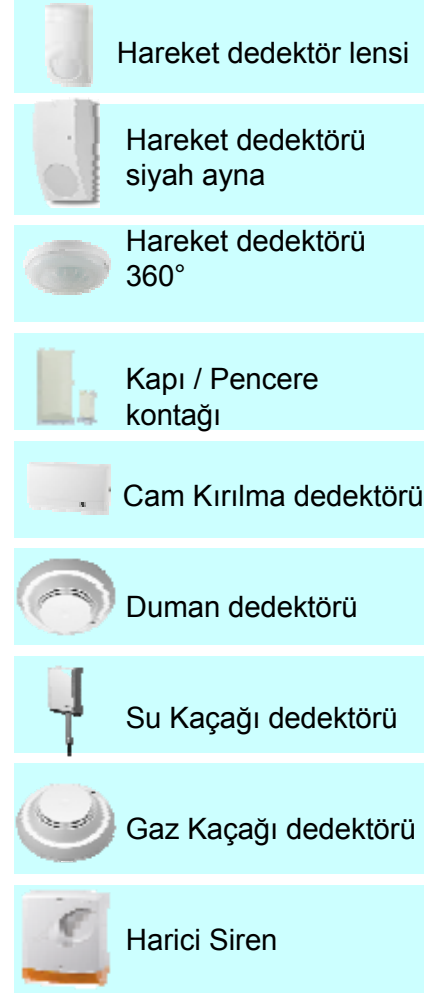 Hareket dedektör lensi
Hareket dedektörü
siyah ayna
Hareket dedektörü
360°
Kapı / Pencere
kontağı
Cam Kırılma dedektörü
Duman dedektörü
Su Kaçağı dedektörü
Gaz Kaçağı dedektörü
Harici Siren